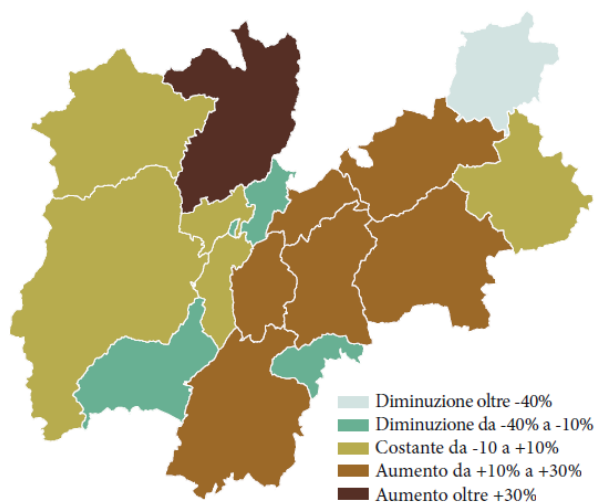 Diminuzione oltre -40%
Diminuzione da -40% a -10%
Costante da -10 a +10%
Aumento da +10% a +30%
Aumento oltre +30%